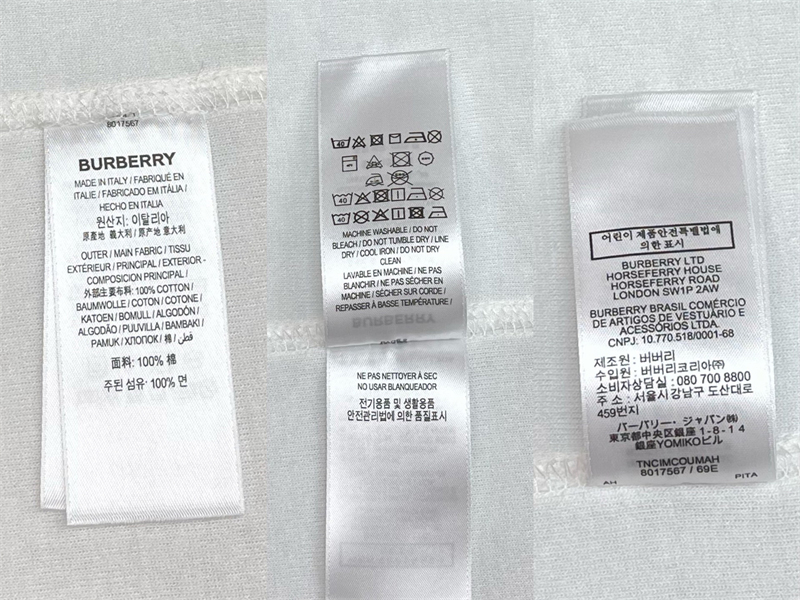 8017567
BURBERRY
MADE IN ITALY / FABRIQUÉ EN
ITALIE / FABRICADO EM ITÁLIA /
HECHO EN ITALIA
원산지: 이탈리아
原產地 義大利 / 原产地 意大利
OUTER / MAIN FABRIC / TISSU
EXTÉRIEUR / PRINCIPAL / EXTERIOR -
COMPOSICION PRINCIPAL /
外部主要布料: 100% COTTON /
BAUMWOLLE / COTON / COTONE /
KATOEN / BOMULL / ALGODÓN /
ALGODÃO / PUUVILLA / BAMBAKI /
PAMUK / ХЛОПОК / 棉 / قطن
面料: 100% 棉
주된 섬유: 100% 면
40
40
40
MACHINE WASHABLE / DO NOT
BLEACH / DO NOT TUMBLE DRY / LINE
DRY / COOL IRON / DO NOT DRY
CLEAN
LAVABLE EN MACHINE / NE PAS
BLANCHIR / NE PAS SÉCHER EN
MACHINE / SÉCHER SUR CORDE /
REPASSER À BASSE TEMPÉRATURE /
NE PAS NETTOYER À SEC
NO USAR BLANQUEADOR
전기용품 및 생활용품
안전관리법에 의한 품질표시
어린이 제품안전특별법에
의한 표시
BURBERRY LTD
HORSEFERRY HOUSE
HORSEFERRY ROAD
LONDON SW1P 2AW
BURBERRY BRASIL COMÉRCIO
DE ARTIGOS DE VESTUÁRIO E
ACESSÓRIOS LTDA.
CNPJ: 10.770.518/0001-68
제조원 : 버버리
수입원 : 버버리코리아㈜
소비자상담실 : 080 700 8800
주 소 : 서울시 강남구 도산대로
459번지
バーバリー・ジャパン㈱
東京都中央区銀座 1 - 8 - 1 4
銀座YOMIKOビル
TNCIMCOUMAH
8017567 / 69E
AH
PITA